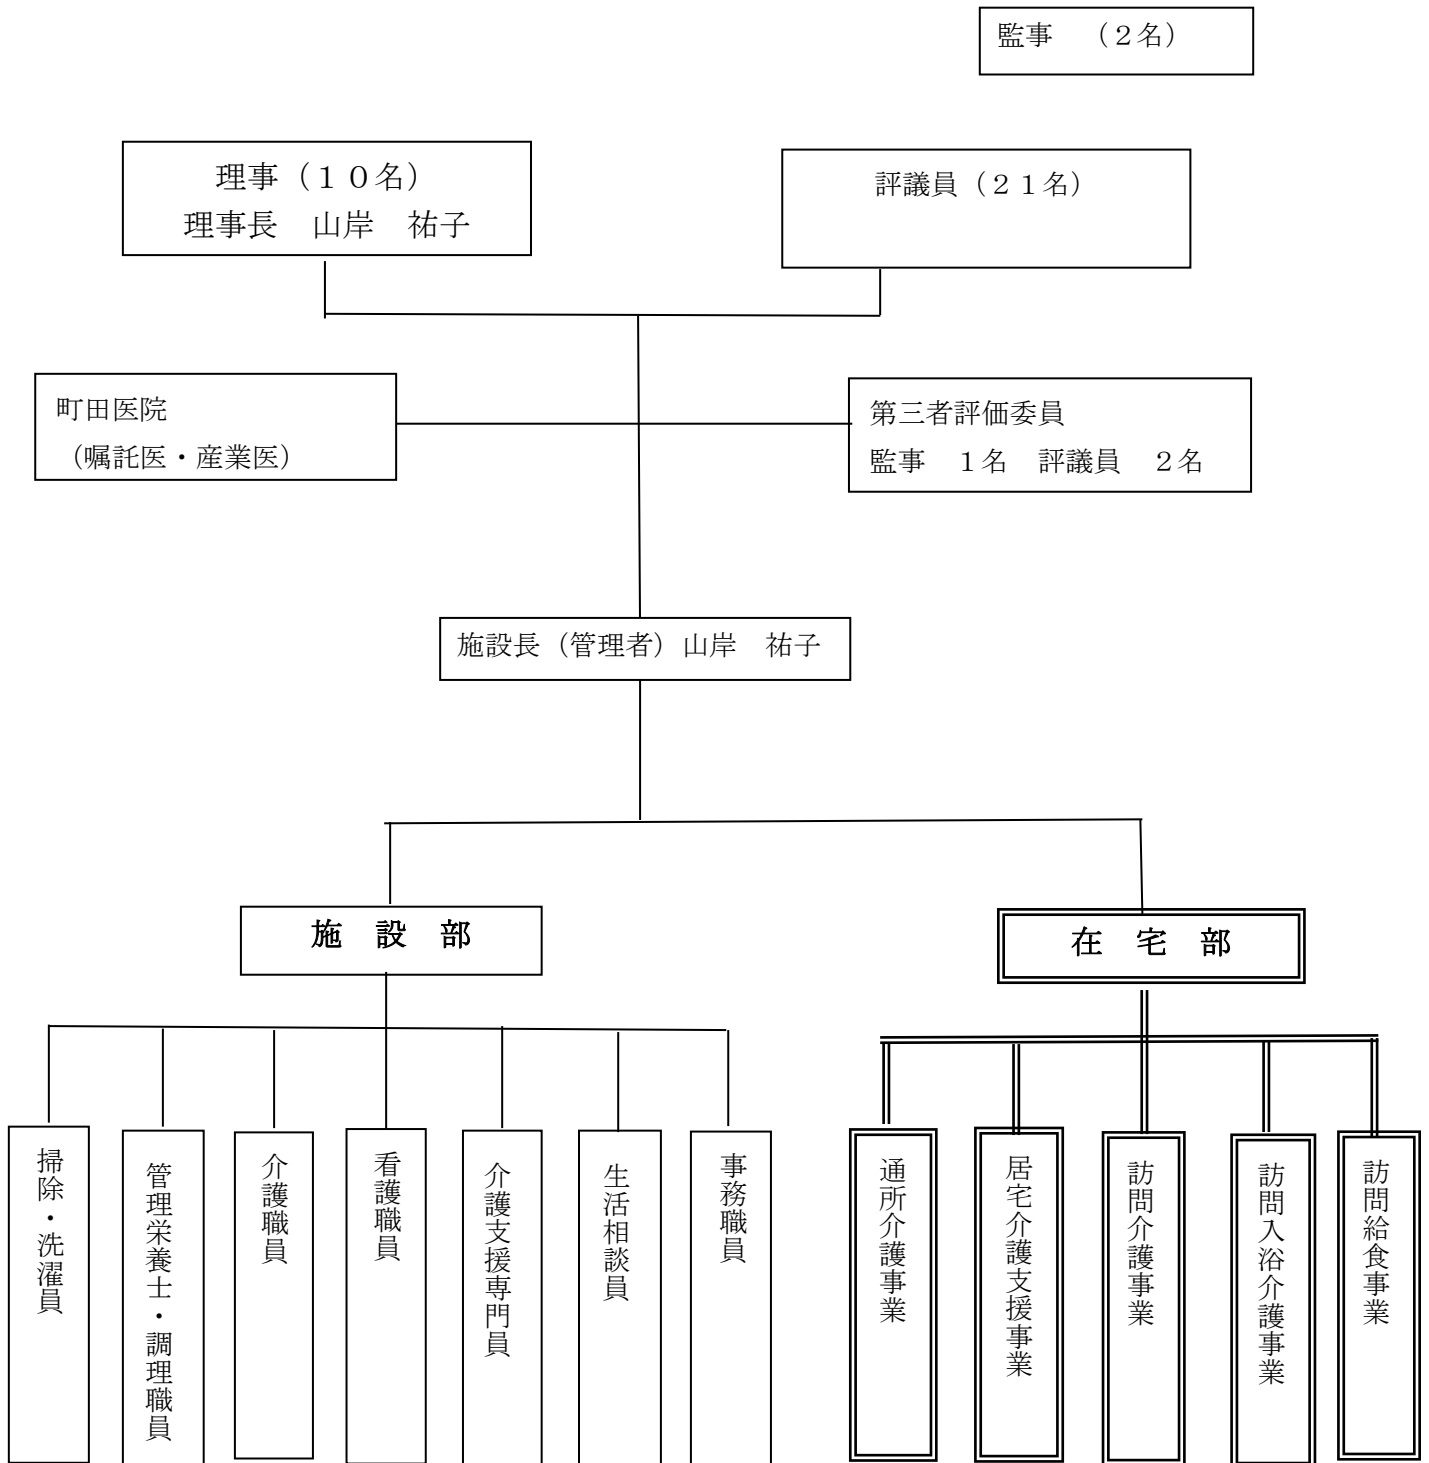 監事　（２名）
理事（１０名）
理事長　山岸　祐子
評議員（２１名）
町田医院
（嘱託医・産業医）
第三者評価委員
監事　１名　評議員　２名
施設長（管理者）山岸　祐子
施　設　部
在　宅　部
掃除・洗濯員
管理栄養士・調理職員
介護職員
看護職員
介護支援専門員
生活相談員
事務職員
通所介護事業
居宅介護支援事業
訪問介護事業
訪問入浴介護事業
訪問給食事業